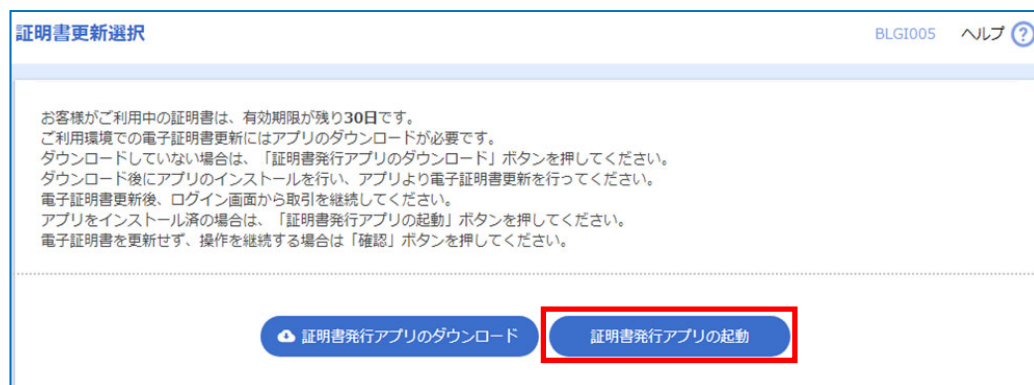 証明書更新選択
BLGI005 ヘルプ ?
お客様がご利用中の証明書は、有効期限が残り30日です。
ご利用環境での電子証明書更新にはアプリのダウンロードが必要です。
ダウンロードしていない場合は、「証明書発行アプリのダウンロード」ボタンを押してください。
ダウンロード後にアプリのインストールを行い、アプリより電子証明書更新を行ってください。
電子証明書更新後、ログイン画面から取引を継続してください。
アプリをインストール済の場合は、「証明書発行アプリの起動」ボタンを押してください。
電子証明書を更新せず、操作を継続する場合は「確認」ボタンを押してください。
証明書発行アプリのダウンロード
証明書発行アプリの起動